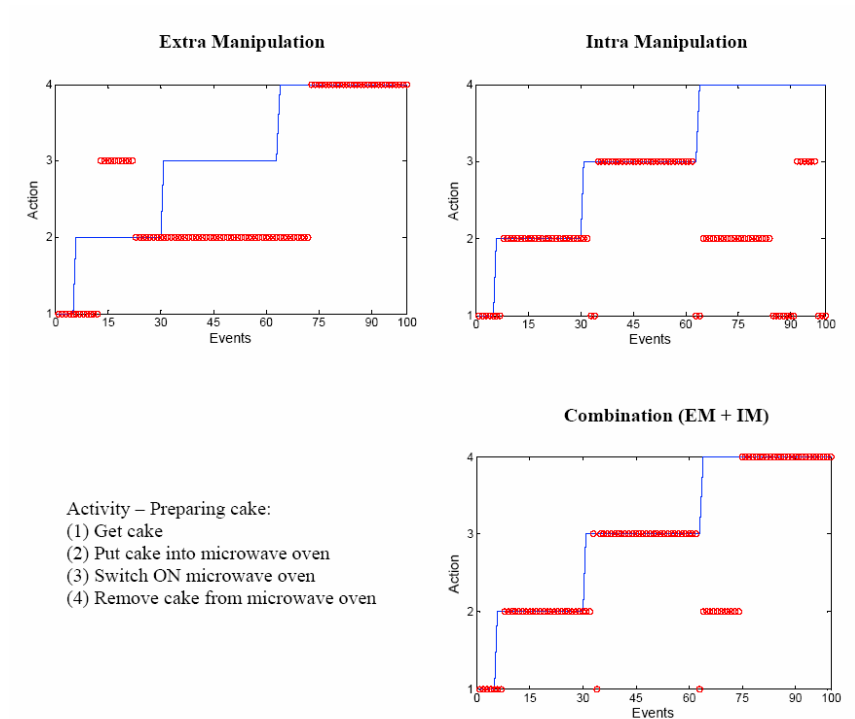 Extra Manipulation
Intra Manipulation
4
3
2
1
Action
0 15 30 45 60 75 90 100
Events
4
3
2
1
Action
0 15 30 45 60 75 90 100
Events
Combination (EM + IM)
Activity – Preparing cake:
(1) Get cake
(2) Put cake into microwave oven
(3) Switch ON microwave oven
(4) Remove cake from microwave oven
4
3
2
1
Action
0 15 30 45 60 75 90 100
Events